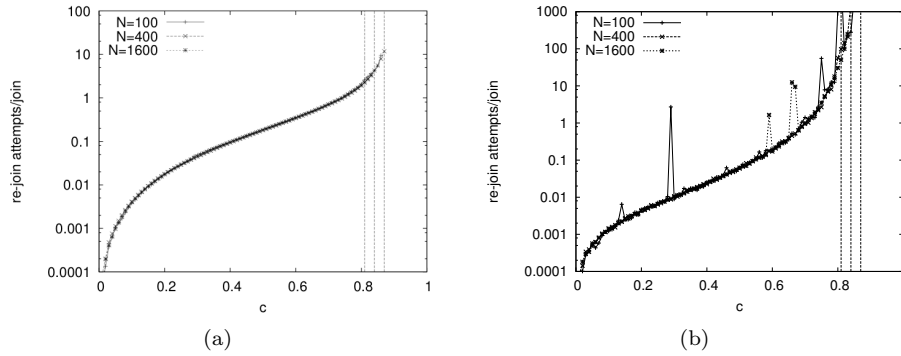 N=100
N=400
N=1600
100
10
1
0.1
0.01
0.001
0.0001
re-join attempts/join
0 0.2 0.4 0.6 0.8 1
c
(a)
N=100
N=400
N=1600
1000
100
10
1
0.1
0.01
0.001
0.0001
re-join attempts/join
0 0.2 0.4 0.6 0.8
c
(b)